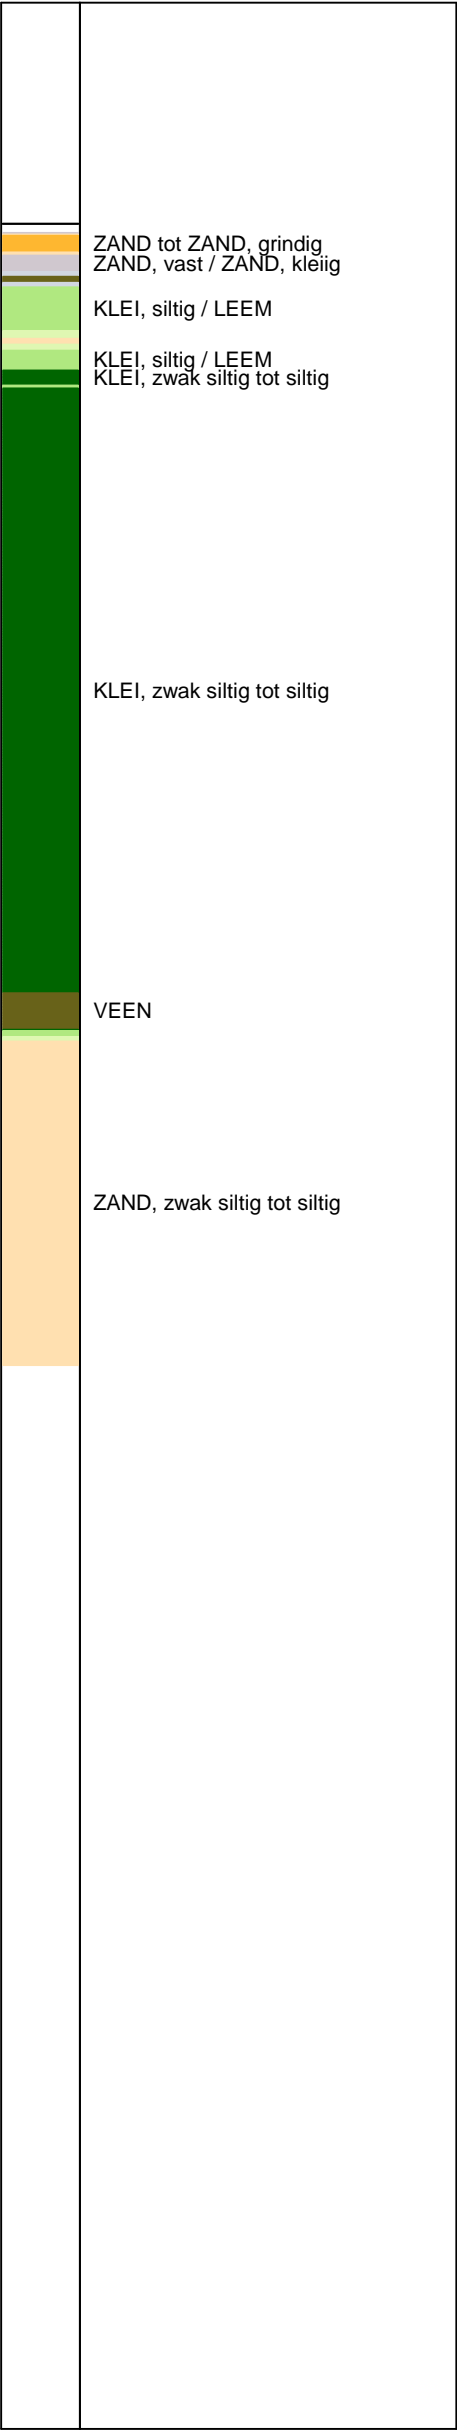 ZAND tot ZAND, grindig
ZAND, vast / ZAND, kleiig
KLEI, siltig / LEEM
KLEI, siltig / LEEM
KLEI, zwak siltig tot siltig
KLEI, zwak siltig tot siltig
VEEN
ZAND, zwak siltig tot siltig